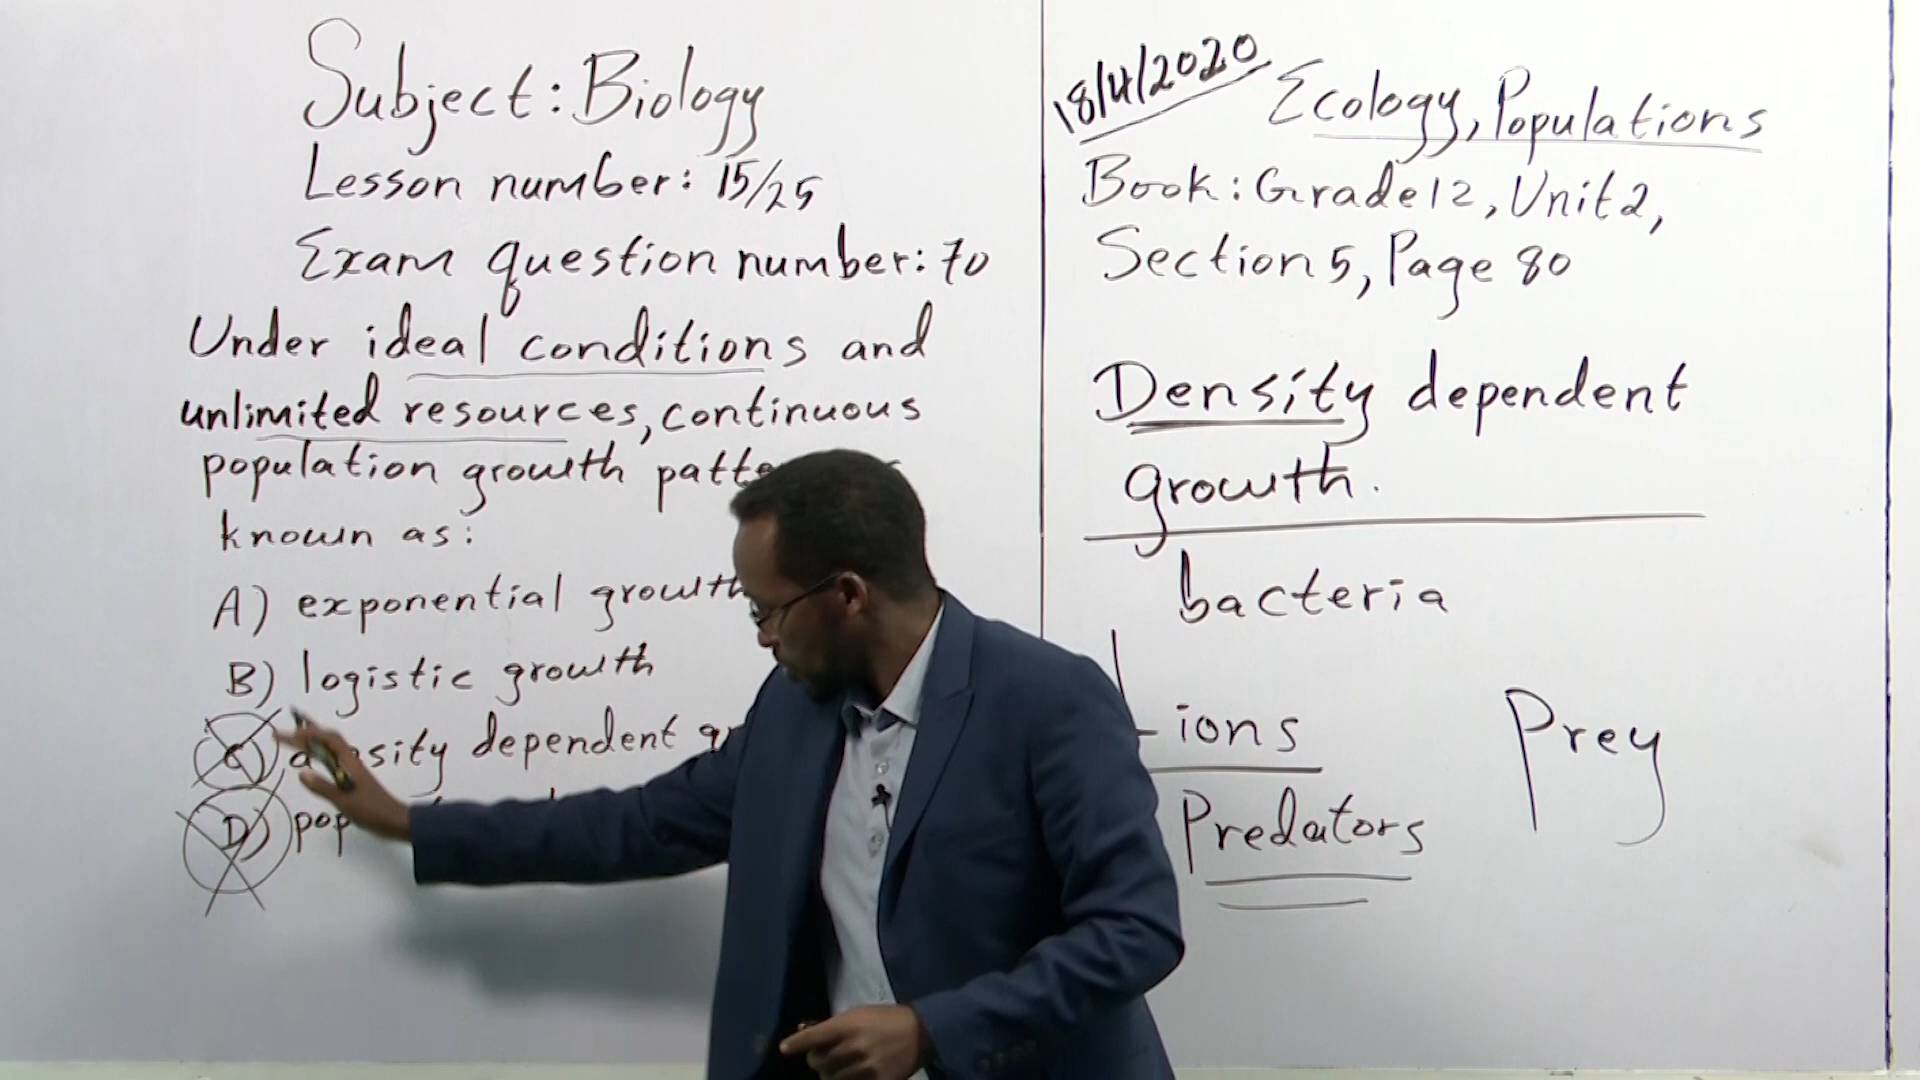 Subject: Biology
Lesson number: 15/25
Exam question number: 70
Under ideal conditions and
unlimited resources, continuous
population growth
known as:
A) exponential growth
B) logistic growth
C) density dependent
D)
18/4/2020
Ecology, Populations
Book: Grade 12, Unit 2,
Section 5, Page 80
Density dependent
growth.
bacteria
Lions
Prey
Predators